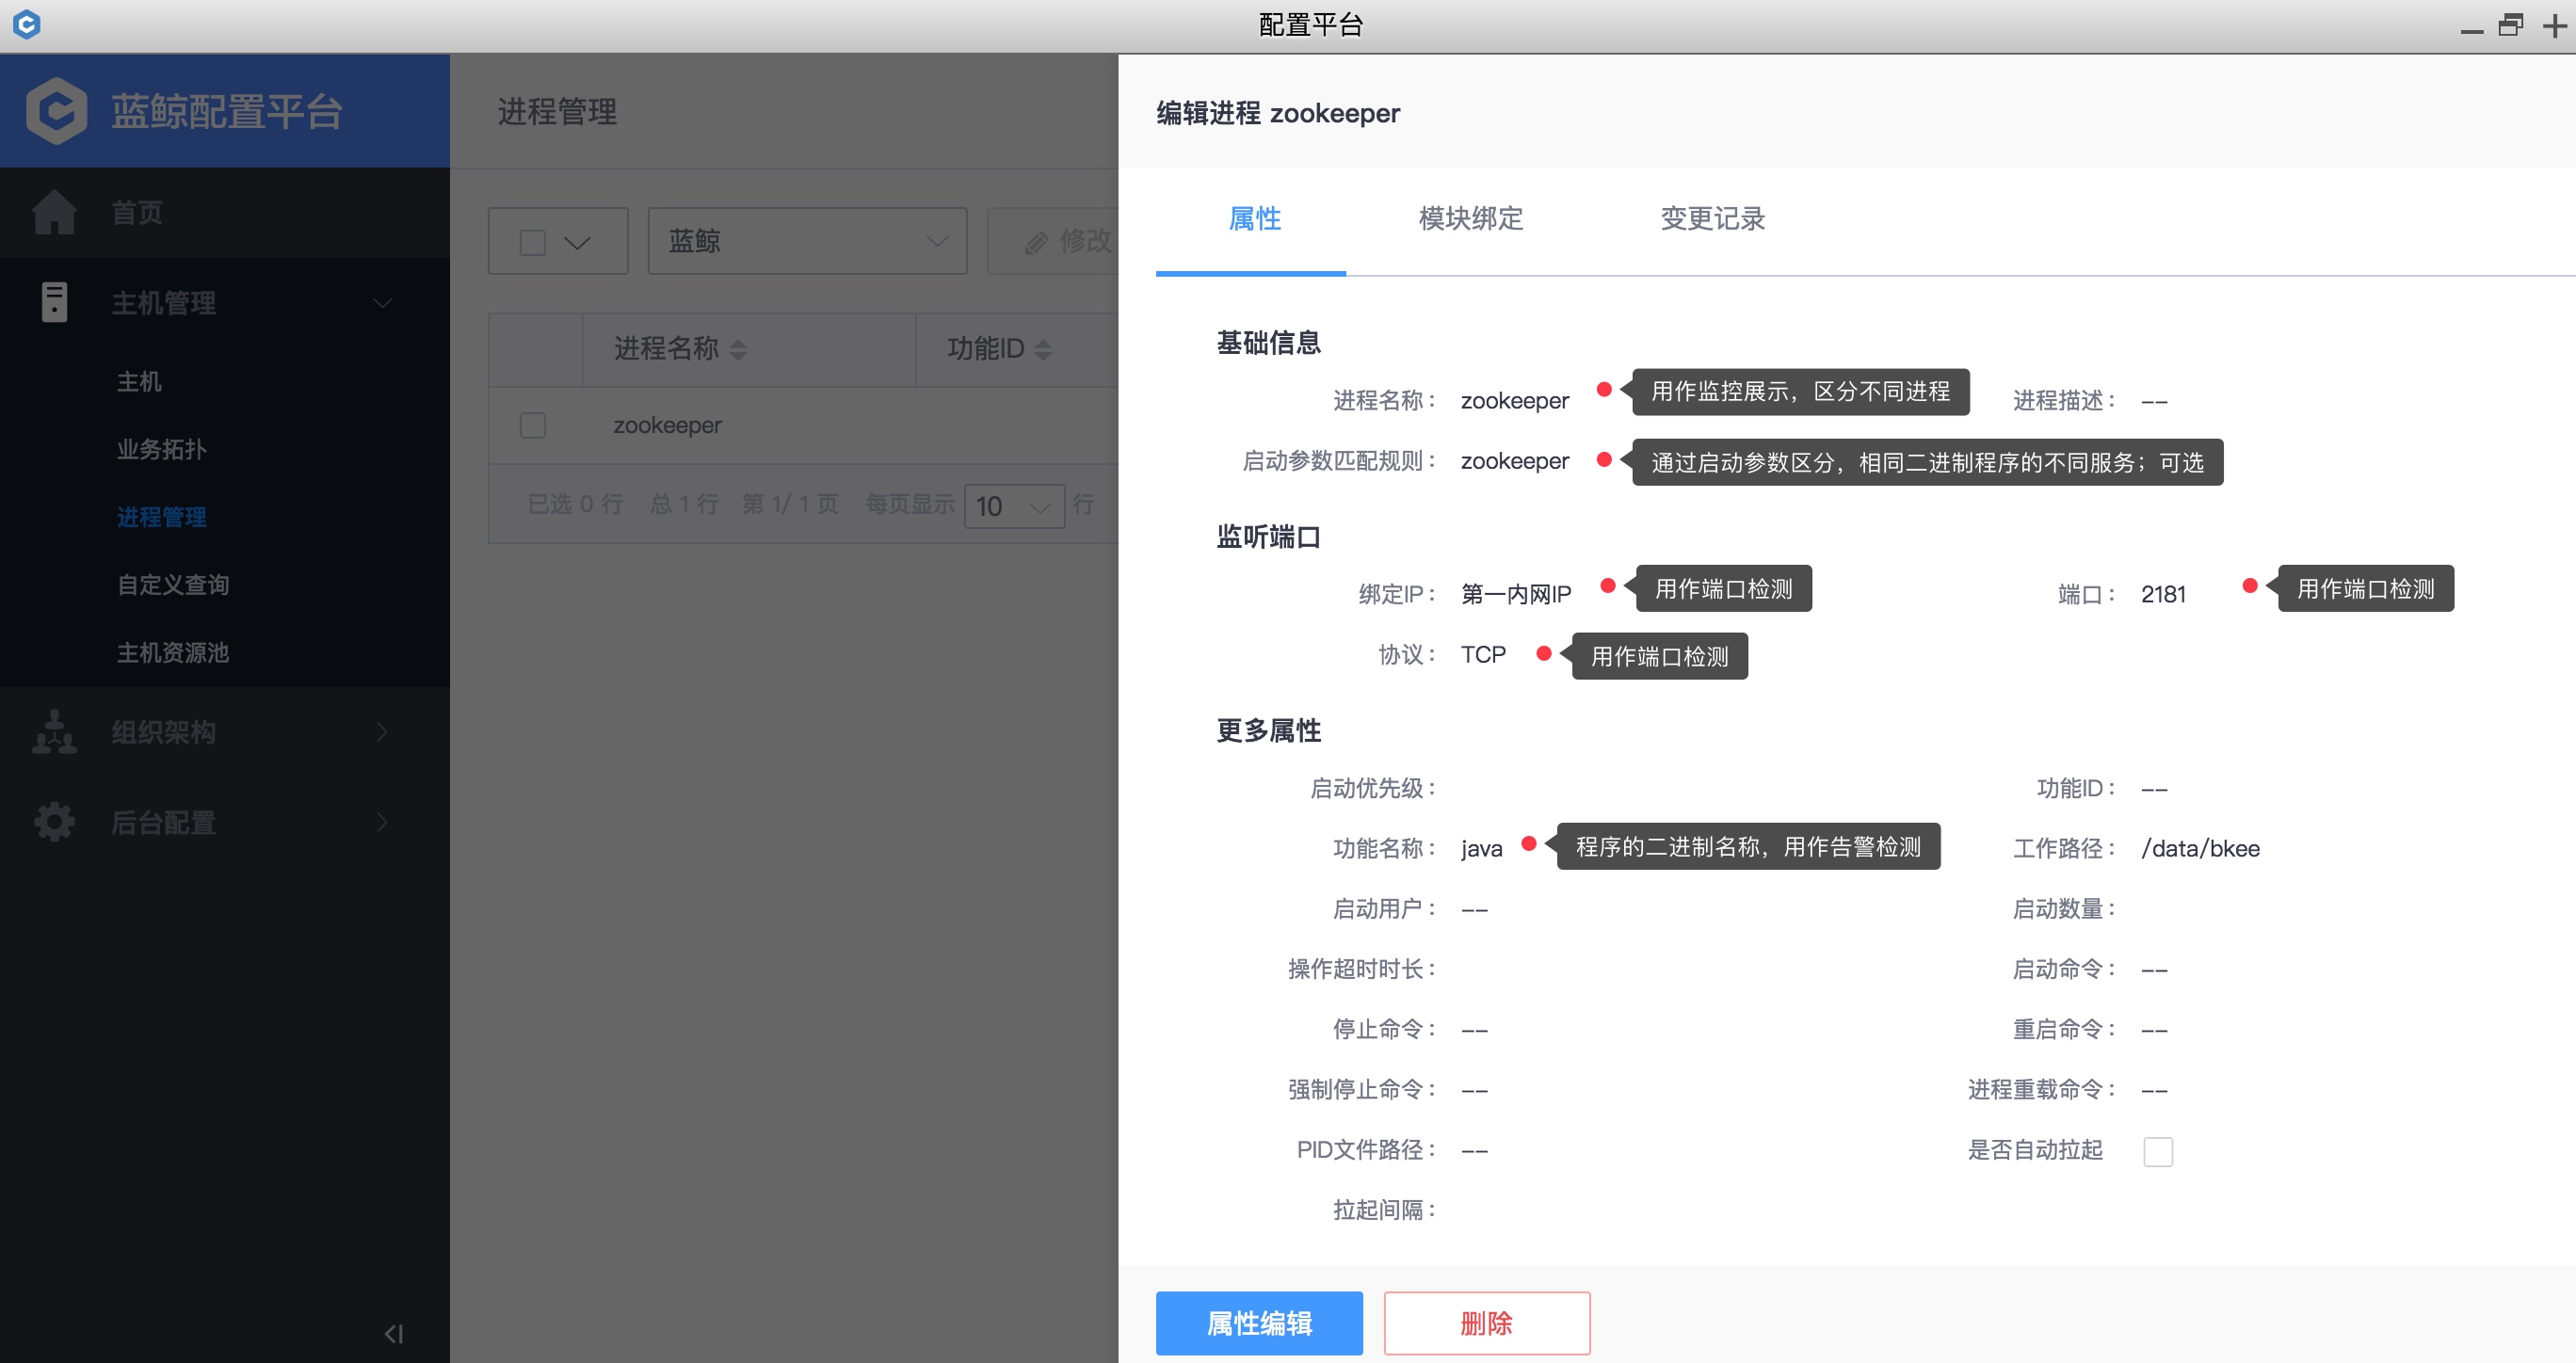 配置平台
蓝鲸配置平台
首页
主机管理
主机
业务拓扑
进程管理
自定义查询
主机资源池
组织架构
后台配置
进程管理
蓝鲸
修改
进程名称
功能ID
zookeeper
已选 0 行 总 1 行 第 1/ 1 页 每页显示 10 行
编辑进程 zookeeper
属性 模块绑定 变更记录
基础信息
进程名称： zookeeper 用作监控展示，区分不同进程 进程描述： --
启动参数匹配规则： zookeeper 通过启动参数区分，相同二进制程序的不同服务；可选
监听端口
绑定IP： 第一内网IP 用作端口检测 端口： 2181 用作端口检测
协议： TCP 用作端口检测
更多属性
启动优先级： 功能ID： --
功能名称： java 程序的二进制名称，用作告警检测 工作路径： /data/bkee
启动用户： -- 启动数量：
操作超时时长： 启动命令： --
停止命令： -- 重启命令： --
强制停止命令： -- 进程重载命令： --
PID文件路径： -- 是否自动拉起
拉起间隔：
属性编辑 删除